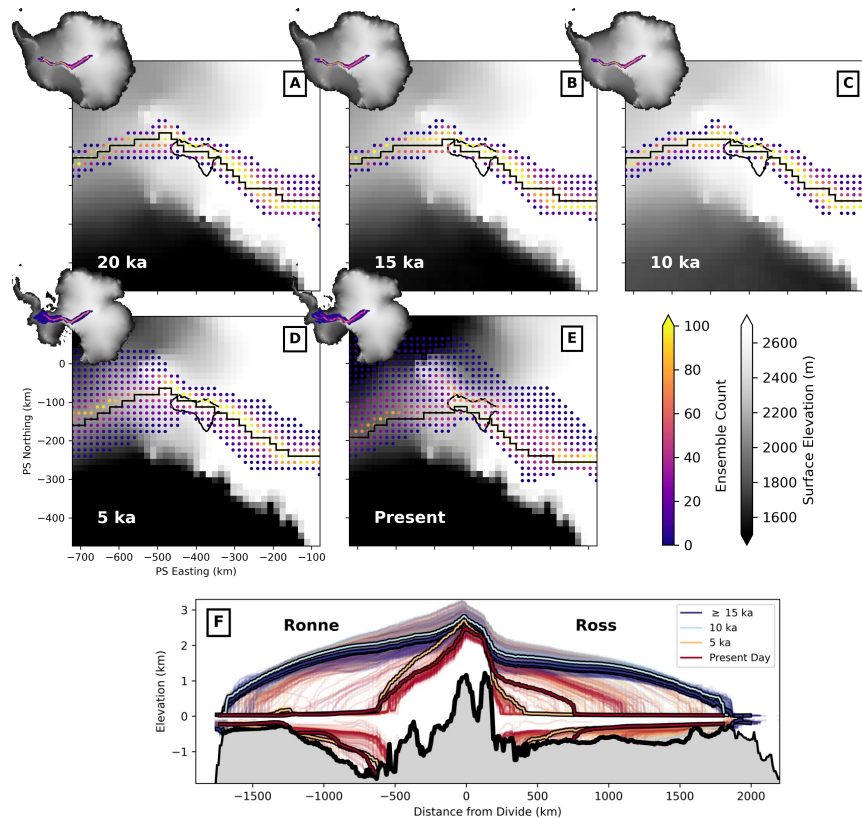 A
B
C
20 ka
15 ka
10 ka
D
E
0
−100
−200
−300
−400
PS Northing (km)
5 ka
Present
−700 −600 −500 −400 −300 −200 −100
PS Easting (km)
100
80
60
40
20
0
Ensemble Count
2600
2400
2200
2000
1800
1600
Surface Elevation (m)
F
Ronne
Ross
≥ 15 ka
10 ka
5 ka
Present Day
3
2
1
0
−1
Elevation (km)
−1500 −1000 −500 0 500 1000 1500 2000
Distance from Divide (km)